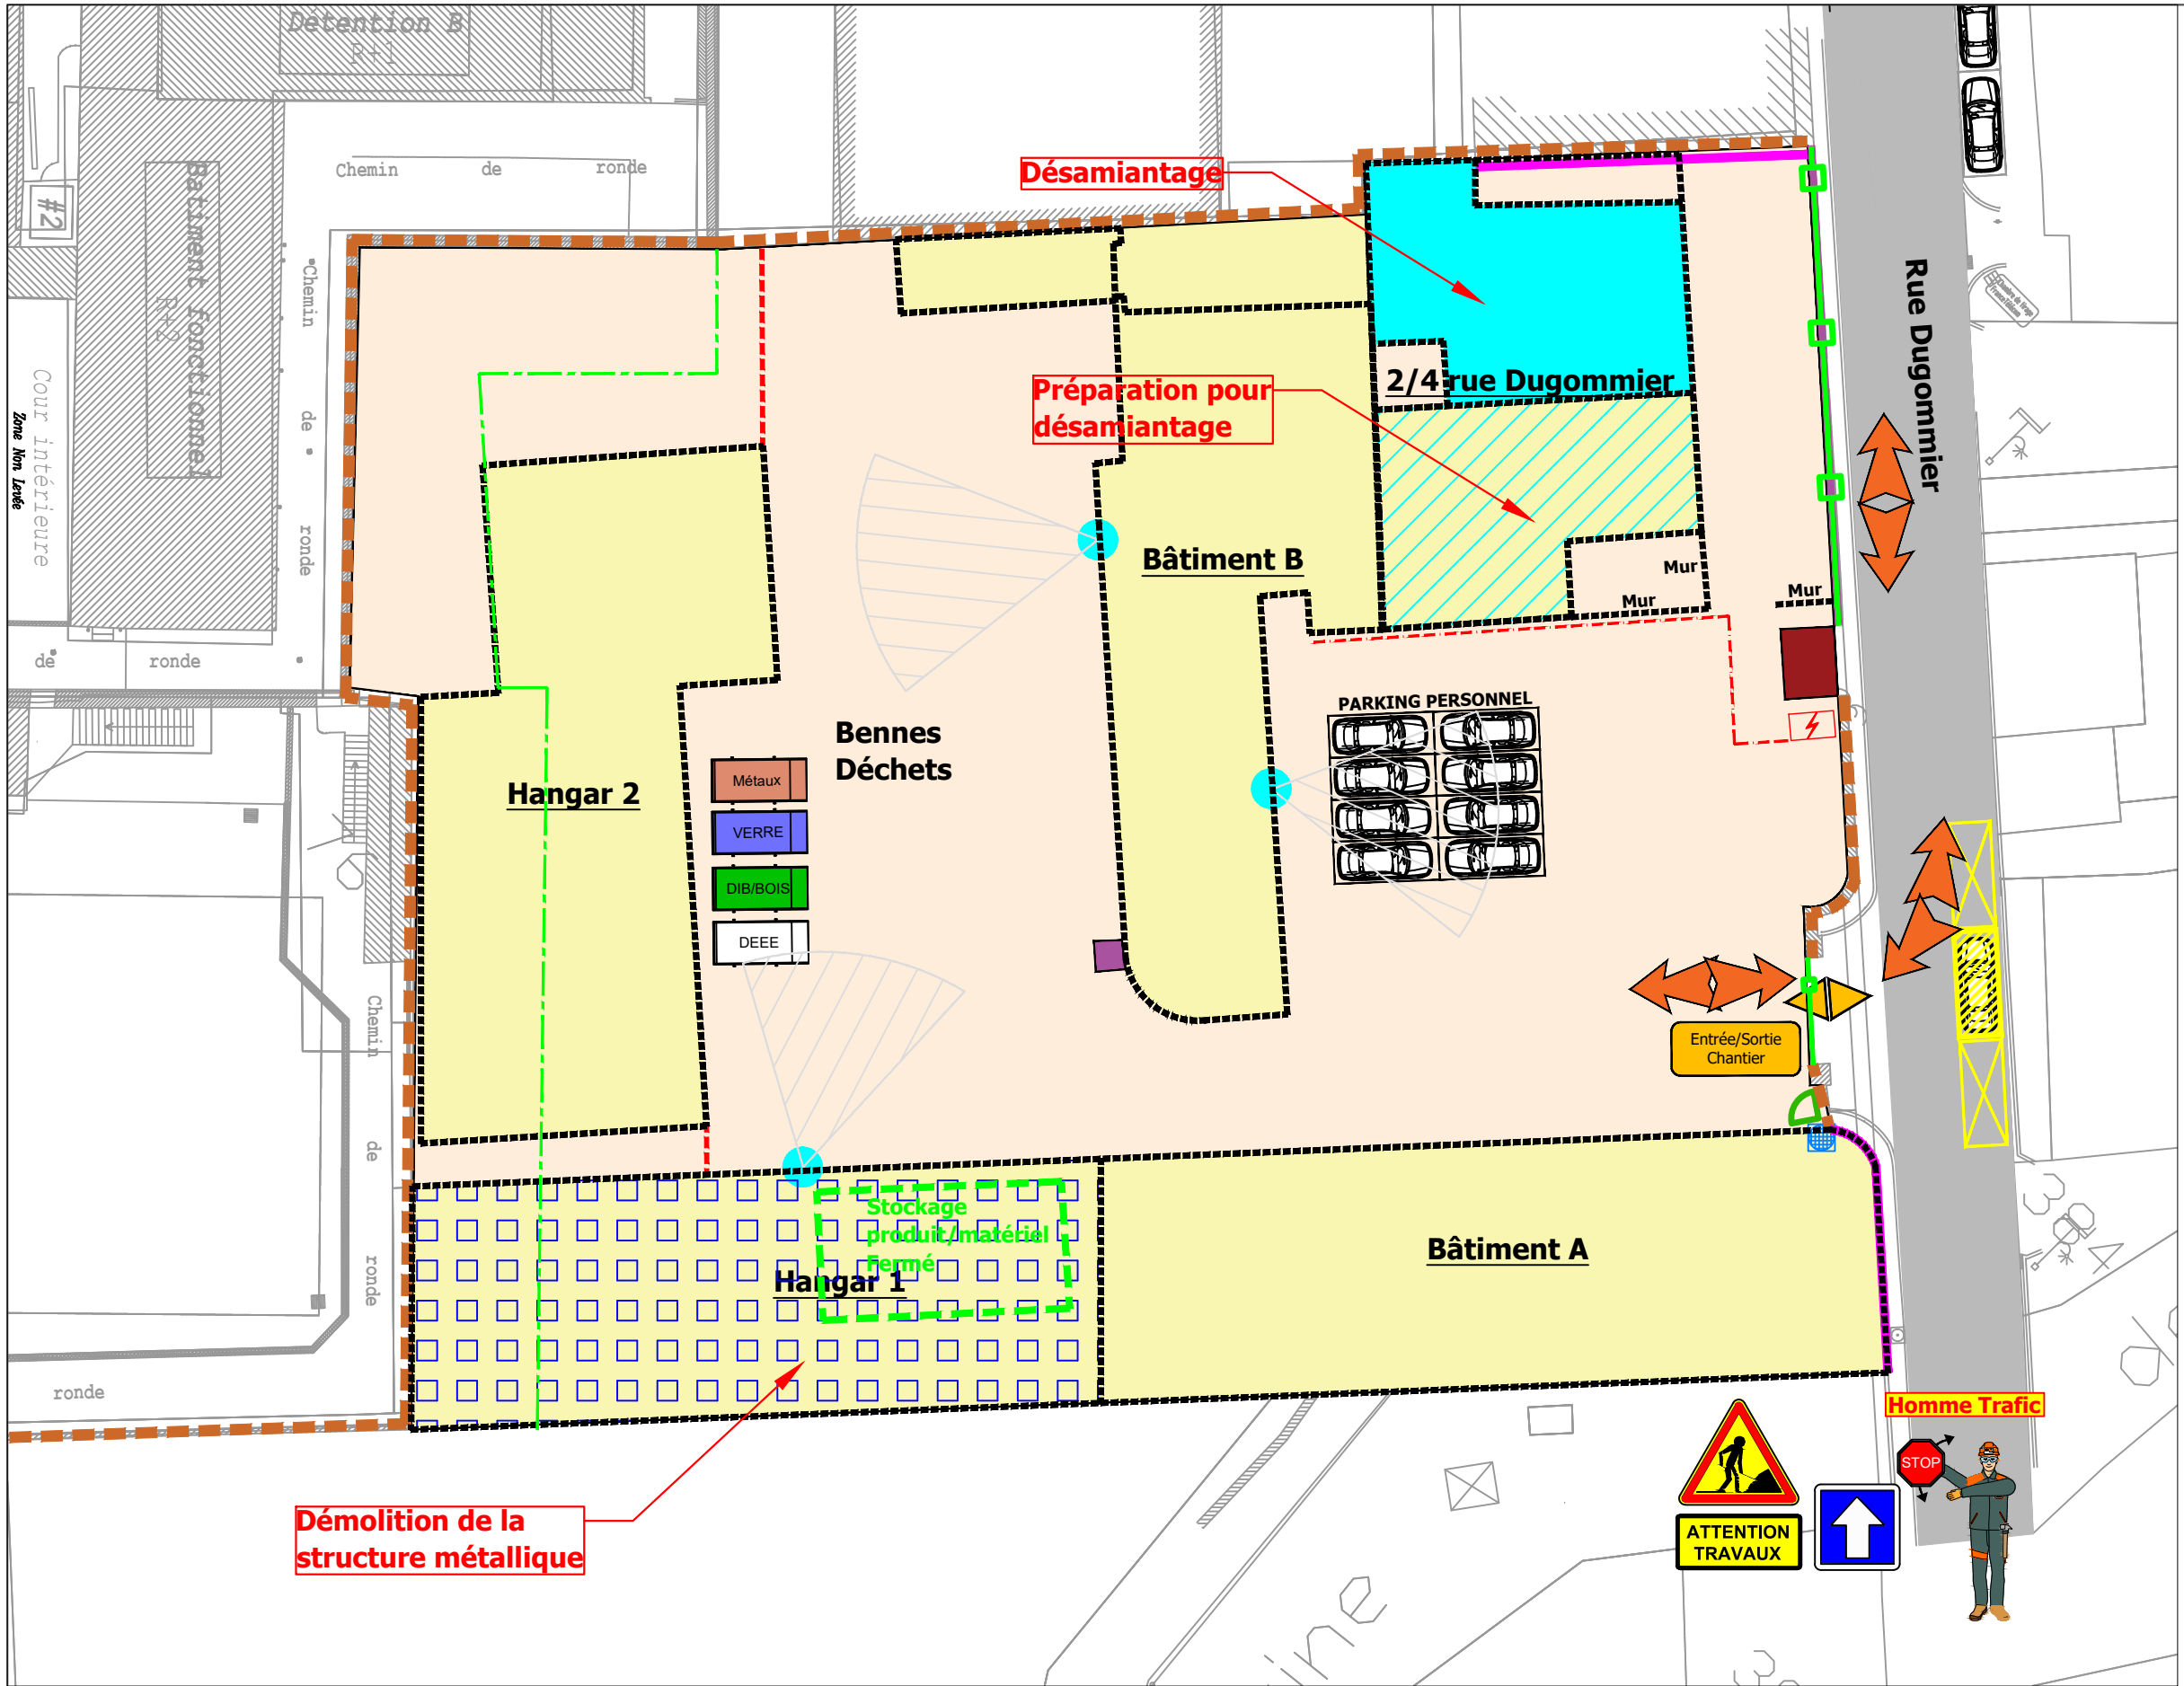 Détention B
R+1
Chemin de ronde
#2
Batiment fonctionnel
R+2
Chemin de ronde
Cour intérieure
Zone Non Levée
de ronde
Désamiantage
Préparation pour
désamiantage
2/4 rue Dugommier
Rue Dugommier
Mur
Mur
Mur
Bâtiment B
PARKING PERSONNEL
Bennes
Déchets
Métaux
VERRE
DIB/BOIS
DEEE
Hangar 2
Entrée/Sortie
Chantier
Chemin de ronde
Stockage
produit/matériel
Fermé
Hangar 1
Bâtiment A
ronde
Démolition de la
structure métallique
Homme Trafic
STOP
ATTENTION
TRAVAUX
ine